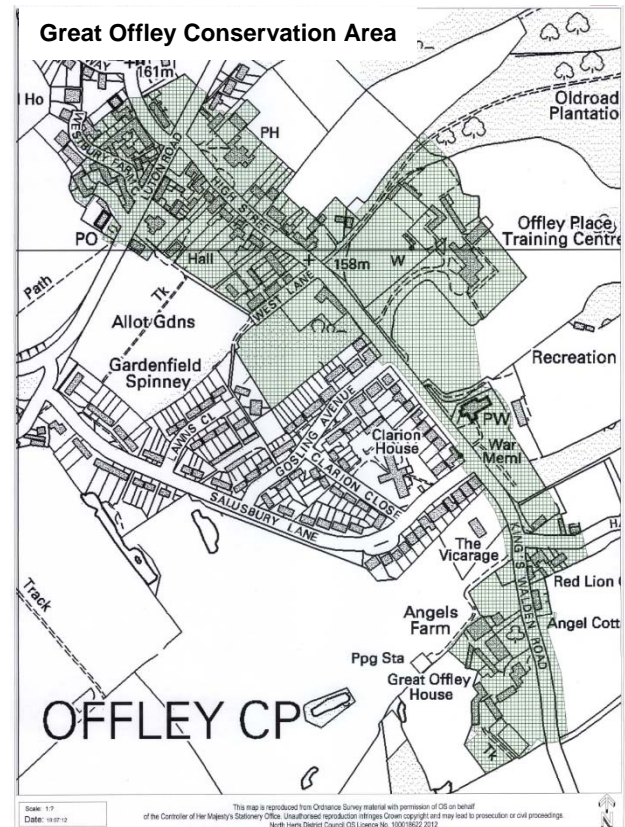 Great Offley Conservation Area
161m
PH
Oldroad
Plantatio
WESTBURY FARM
UTON ROAD
HIGH STREET
Offley Place
Training Centre
PO
Hall
158m
W
WEST LANE
Path
Tk
Allot Gdns
Gardenfield
Spinney
Recreation
GOSLING AVENUE
Clarion
House
PW
War
Meml
CLARION CLOSE
SALUSBURY LANE
The
Vicarage
KING'S WALDEN ROAD
Red Lion
Track
Angels
Farm
Angel Cott
Ppg Sta
Great Offley
House
OFFLEY CP
Tk
Scale: 1:?
Date:
This map is reproduced from Ordnance Survey material with permission of OS on behalf
of the Controller of Her Majesty's Stationery Office. Unauthorised reproduction infringes Crown copyright and may lead to prosecution or civil proceedings.
North Herts District Council OS Licence No. 100018622 2012
N